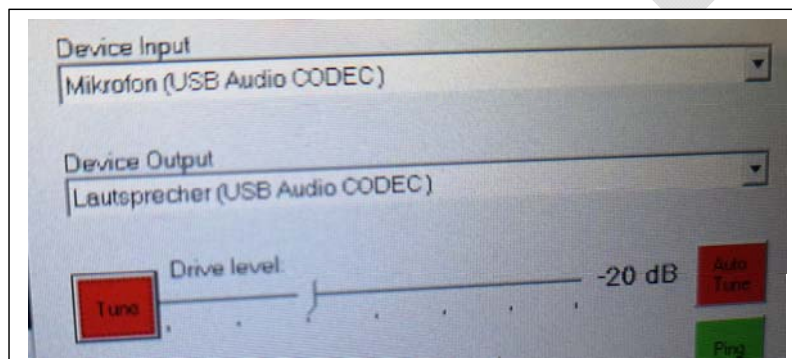 Device Input
Mikrofon (USB Audio CODEC)
Device Output
Lautsprecher (USB Audio CODEC)
Drive level:
-20 dB
Auto
Tune
Tune
Ping